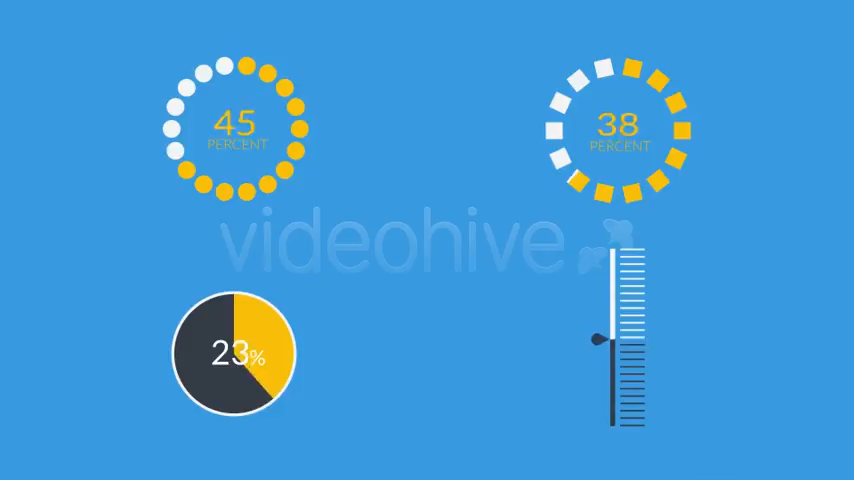 45
PERCENT
38
PERCENT
videohive
23%